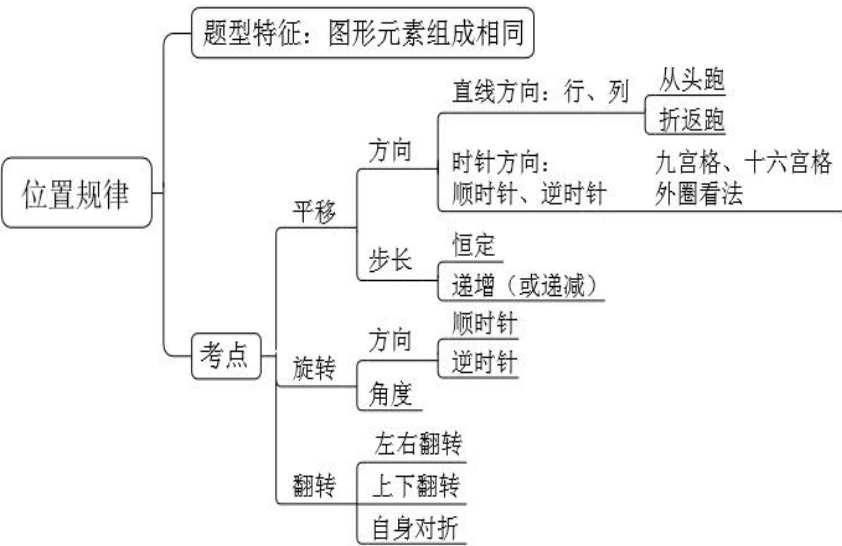 位置规律
题型特征：图形元素组成相同
考点
平移
方向
直线方向：行、列
从头跑
折返跑
时针方向：
顺时针、逆时针
九宫格、十六宫格
外圈看法
步长
恒定
递增（或递减）
旋转
方向
顺时针
逆时针
角度
翻转
左右翻转
上下翻转
自身对折